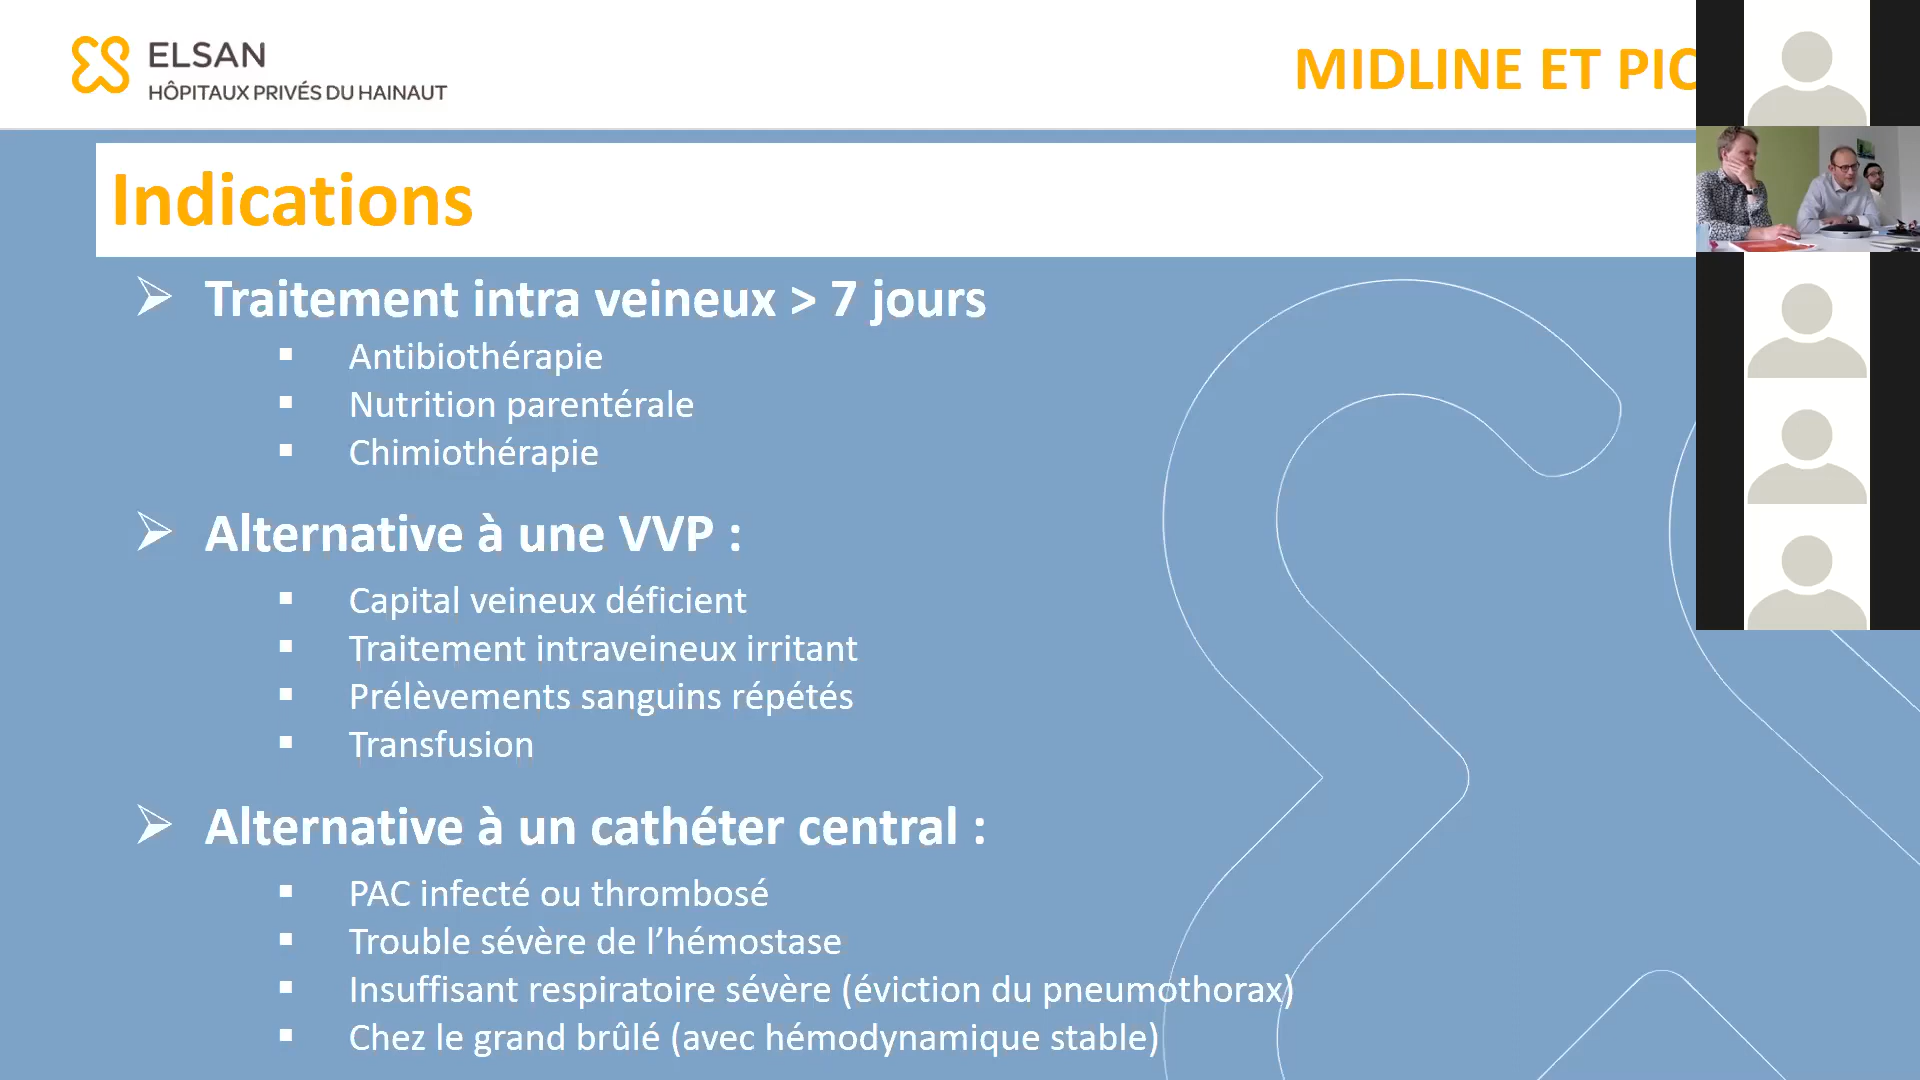 ELSAN
HÔPITAUX PRIVÉS DU HAINAUT
MIDLINE ET
Indications
Traitement intra veineux > 7 jours
Antibiothérapie
Nutrition parentérale
Chimiothérapie
Alternative à une VVP :
Capital veineux déficient
Traitement intraveineux irritant
Prélèvements sanguins répétés
Transfusion
Alternative à un cathéter central :
PAC infecté ou thrombosé
Trouble sévère de l’hémostase
Insuffisant respiratoire sévère (éviction du pneumothorax)
Chez le grand brûlé (avec hémodynamique stable)